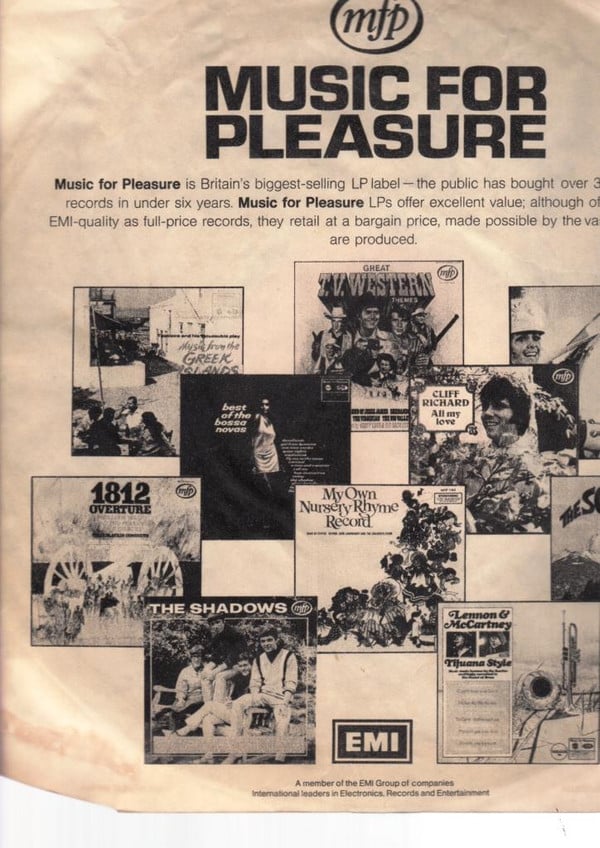 mfp
MUSIC FOR
PLEASURE
Music for Pleasure is Britain's biggest-selling LP label — the public has bought over 3
records in under six years. Music for Pleasure LPs offer excellent value; although of
EMI-quality as full-price records, they retail at a bargain price, made possible by the va
are produced.
GREAT
T.V. WESTERN
THEMES
mfp
Music from the
GREEK
ISLANDS
best
of the
bossa
novas
CLIFF
RICHARD
All my
love
mfp
1812
OVERTURE
mfp
My Own
Nursery Rhyme
Record
THE SO
THE SHADOWS
mfp
Lennon &
McCartney
Tijuana Style
EMI
A member of the EMI Group of companies
International leaders in Electronics, Records and Entertainment